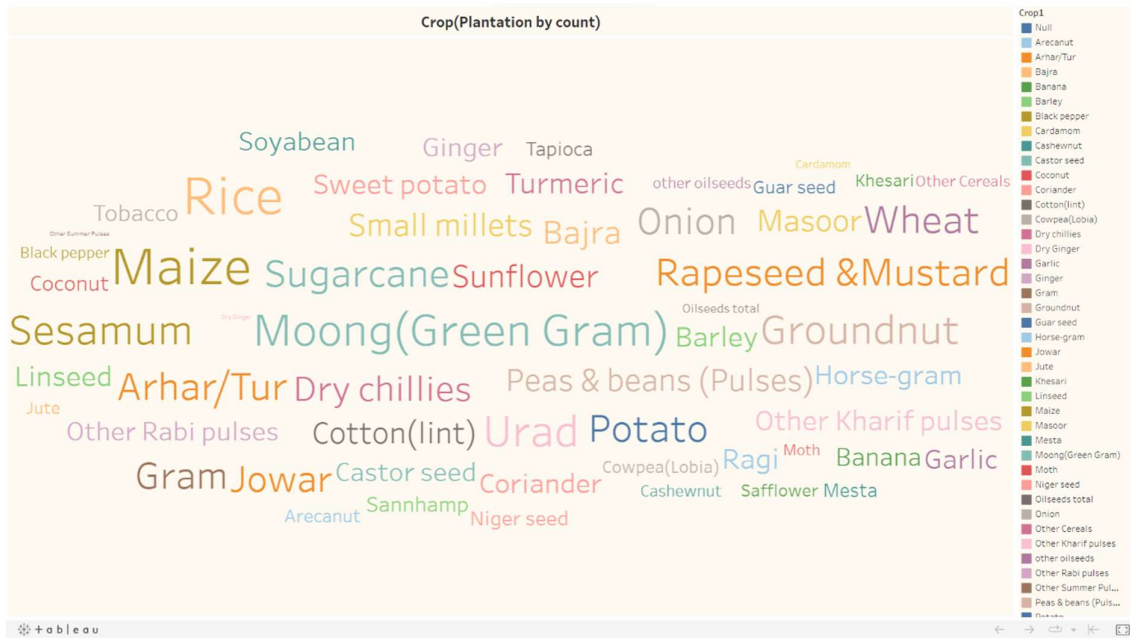 Crop(Plantation by count)
Soyabean
Ginger
Tapioca
Cardamom
Rice
Sweet potato
Turmeric
other oilseeds
Guar seed
Khesari
Other Cereals
Tobacco
Small millets
Bajra
Onion
Masoor
Wheat
Other Summer Pulses
Black pepper
Maize
Coconut
Sugarcane
Sunflower
Rapeseed &Mustard
Sesamum
Dry Ginger
Moong(Green Gram)
Oilseeds total
Barley
Groundnut
Linseed
Arhar/Tur
Dry chillies
Peas & beans (Pulses)
Horse-gram
Jute
Other Rabi pulses
Cotton(lint)
Urad
Potato
Other Kharif pulses
Gram
Jowar
Castor seed
Coriander
Cowpea(Lobia)
Ragi
Moth
Banana
Garlic
Arecanut
Sannhamp
Niger seed
Cashewnut
Safflower
Mesta
Crop1
Null
Arecanut
Arhar/Tur
Bajra
Banana
Barley
Black pepper
Cardamom
Cashewnut
Castor seed
Coconut
Coriander
Cotton(lint)
Cowpea(Lobia)
Dry chillies
Dry Ginger
Garlic
Ginger
Gram
Groundnut
Guar seed
Horse-gram
Jowar
Jute
Khesari
Linseed
Maize
Masoor
Mesta
Moong(Green Gram)
Moth
Niger seed
Oilseeds total
Onion
Other Cereals
Other Kharif pulses
other oilseeds
Other Rabi pulses
Other Summer Pul...
Peas & beans (Puls...
Potato
+ a b | e a u